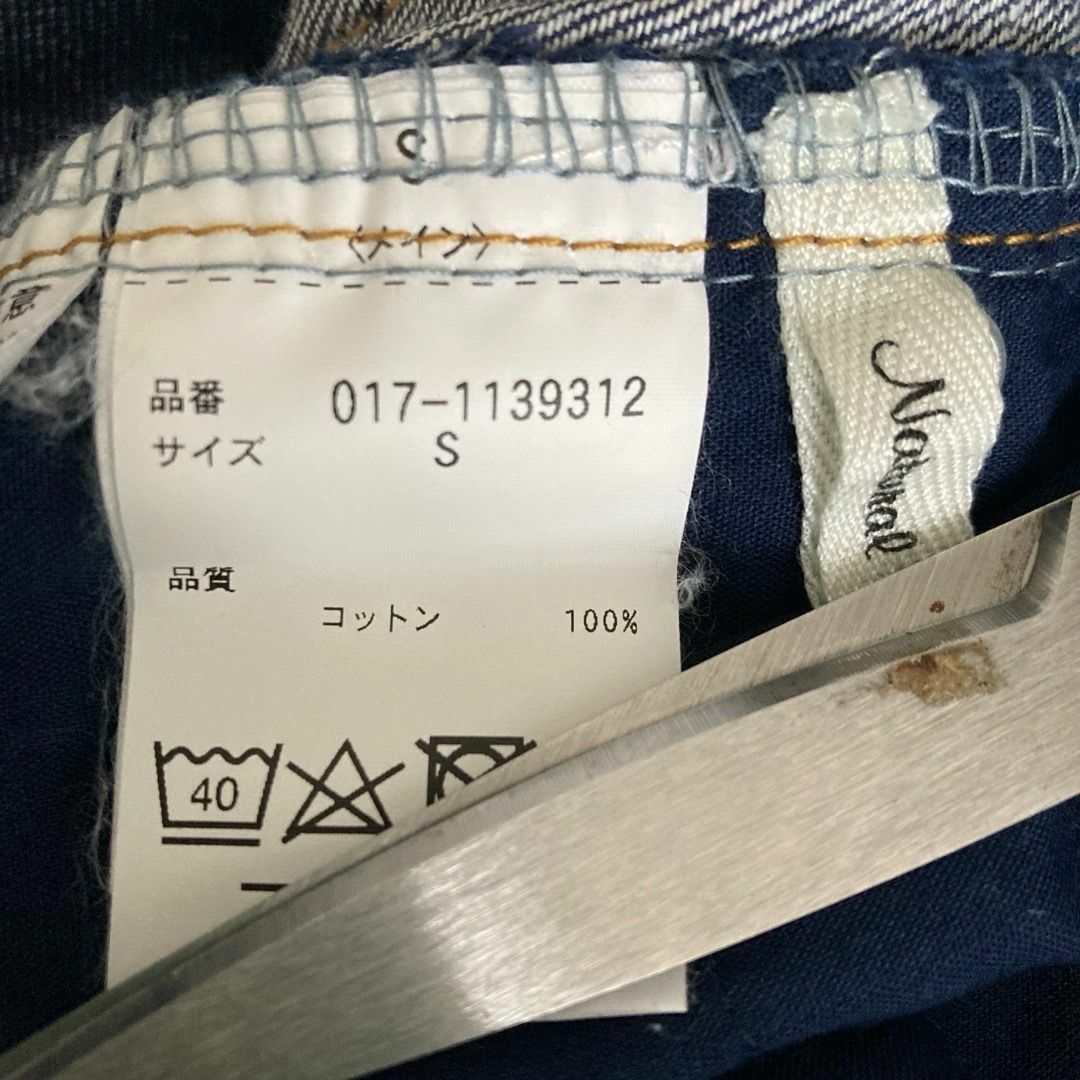 S
〈メイン〉
意
品番 017-1139312
サイズ S
品質
コットン 100%
40
Natural